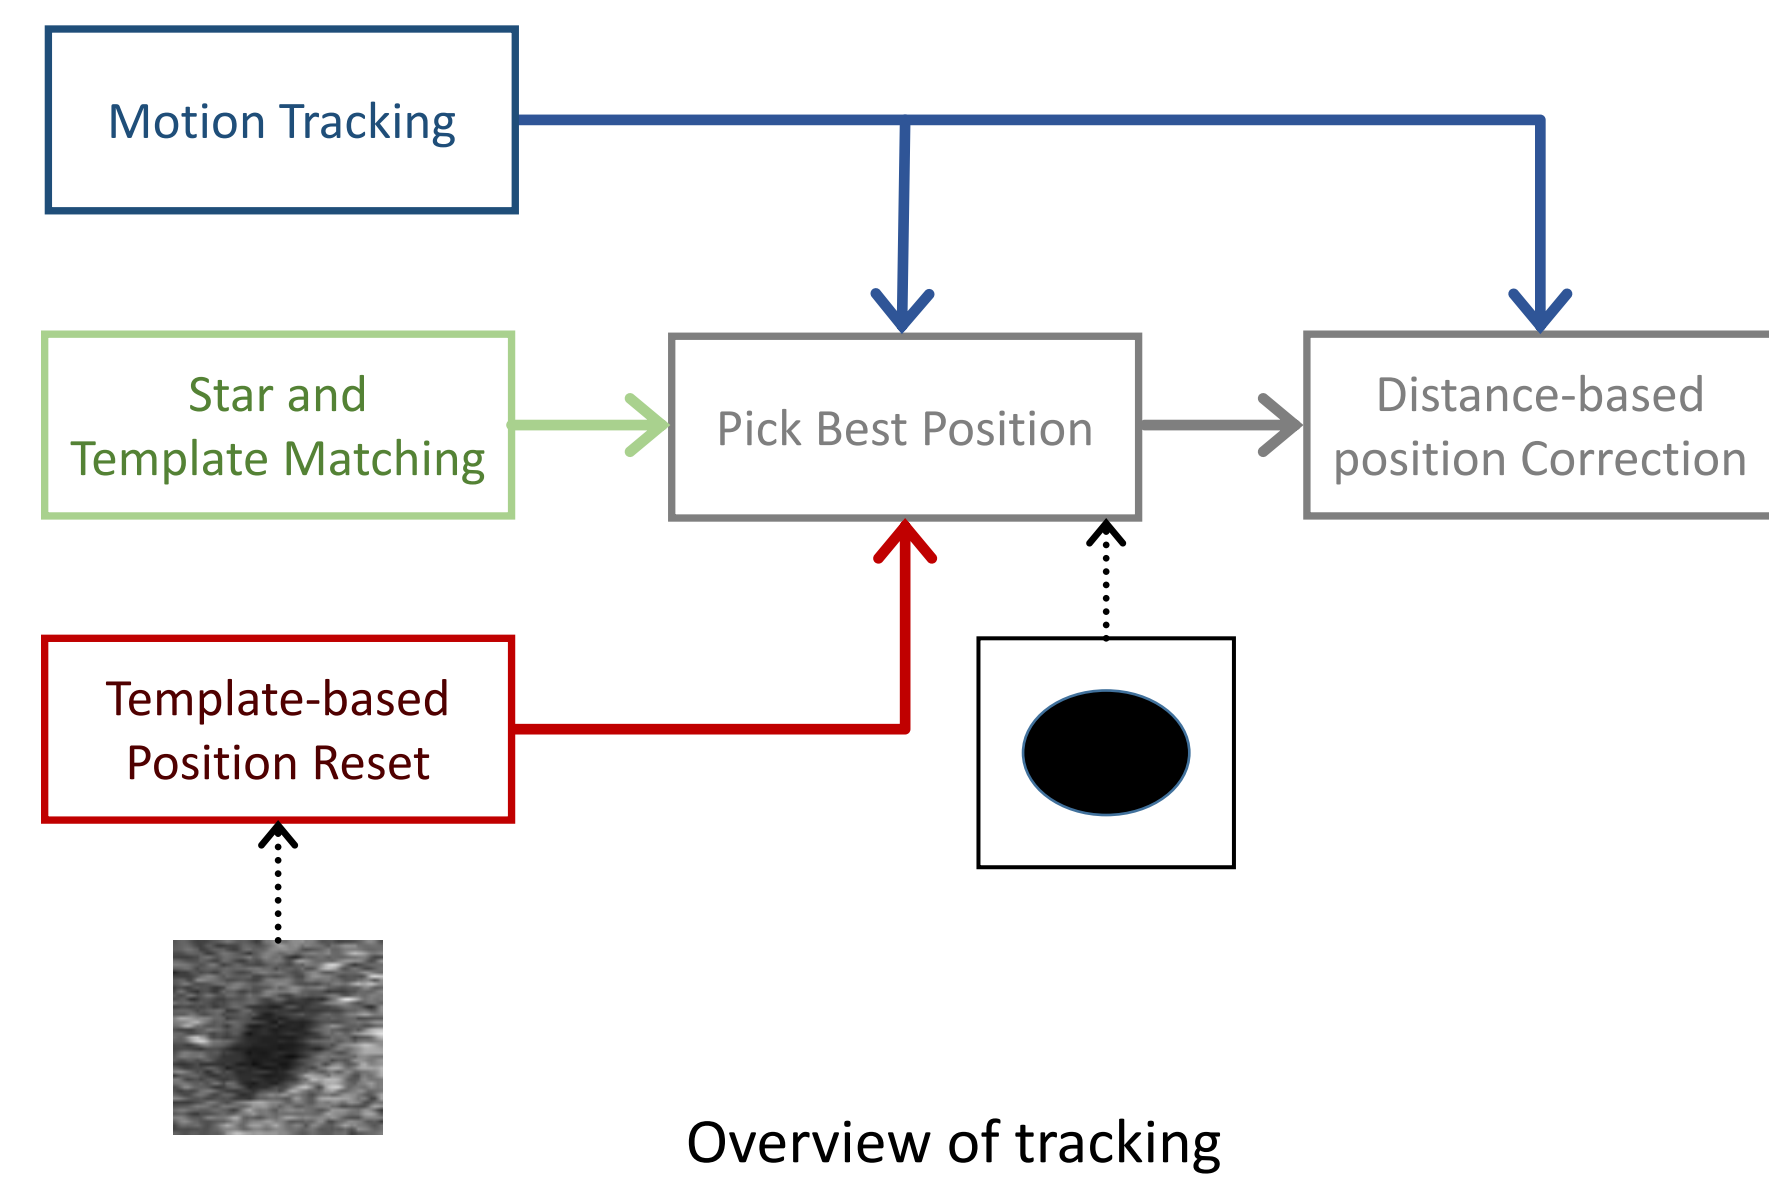 Motion Tracking
Star and
Template Matching
Pick Best Position
Distance-based
position Correction
Template-based
Position Reset
Overview of tracking